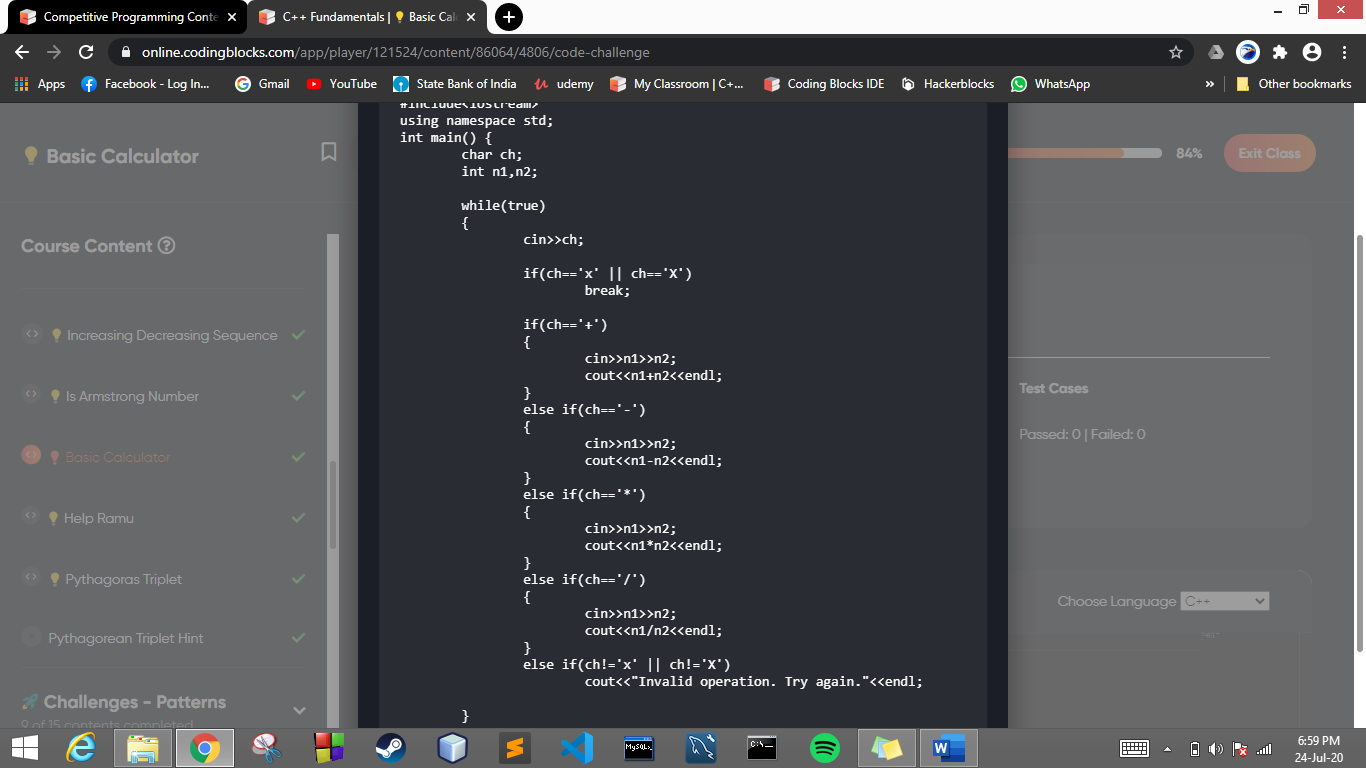 Competitive Programming Conte
C++ Fundamentals | Basic Cal
online.codingblocks.com/app/player/121524/content/86064/4806/code-challenge
Apps
Facebook - Log In...
Gmail
YouTube
State Bank of India
udemy
My Classroom | C+...
Coding Blocks IDE
Hackerblocks
WhatsApp
»
Other bookmarks
Basic Calculator
84%
Exit Class
Course Content
Increasing Decreasing Sequence
Is Armstrong Number
Basic Calculator
Help Ramu
Pythagoras Triplet
Pythagorean Triplet Hint
Challenges - Patterns
9 of 15 contents completed
#include<iostream>
using namespace std;
int main() {
char ch;
int n1,n2;
while(true)
{
cin>>ch;
if(ch=='x' || ch=='X')
break;
if(ch=='+')
{
cin>>n1>>n2;
cout<<n1+n2<<endl;
}
else if(ch=='-')
{
cin>>n1>>n2;
cout<<n1-n2<<endl;
}
else if(ch=='*')
{
cin>>n1>>n2;
cout<<n1*n2<<endl;
}
else if(ch=='/')
{
cin>>n1>>n2;
cout<<n1/n2<<endl;
}
else if(ch!='x' || ch!='X')
cout<<"Invalid operation. Try again."<<endl;
}
Test Cases
Passed: 0 | Failed: 0
Choose Language C++
6:59 PM
24-Jul-20